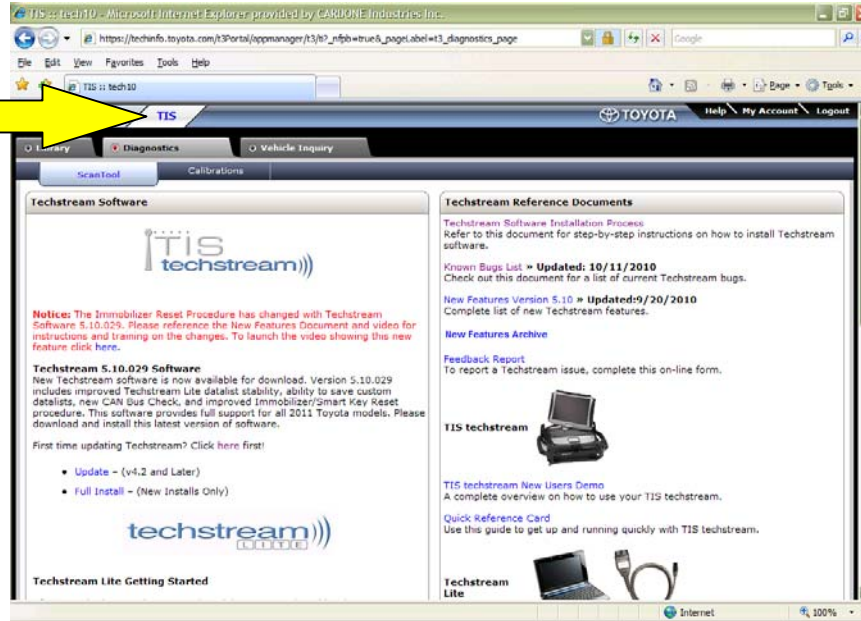 TIS :: tech10 - Microsoft Internet Explorer provided by CARDONE Industries Inc.
https://techinfo.toyota.com/t3Portal/appmanager/t3/ti?_nfpb=true&_pageLabel=t3_diagnostics_page
Google
File Edit View Favorites Tools Help
TIS :: tech10
Page Tools
TIS
TOYOTA Help My Account Logout
Diagnostics Vehicle Inquiry
ScanTool Calibrations
Techstream Software
TIS
techstream
Notice: The Immobilizer Reset Procedure has changed with Techstream
Software 5.10.029. Please reference the New Features Document and video for
instructions and training on the changes. To launch the video showing this new
feature click here.
Techstream 5.10.029 Software
New Techstream software is now available for download. Version 5.10.029
includes improved Techstream Lite datalist stability, ability to save custom
datalists, new CAN Bus Check, and improved Immobilizer/Smart Key Reset
procedure. This software provides full support for all 2011 Toyota models. Please
download and install this latest version of software.
First time updating Techstream? Click here first!
• Update – (v4.2 and Later)
• Full Install – (New Installs Only)
techstream
LITE
Techstream Lite Getting Started
Techstream Reference Documents
Techstream Software Installation Process
Refer to this document for step-by-step instructions on how to install Techstream
software.
Known Bugs List » Updated: 10/11/2010
Check out this document for a list of current Techstream bugs.
New Features Version 5.10 » Updated:9/20/2010
Complete list of new Techstream features.
New Features Archive
Feedback Report
To report a Techstream issue, complete this on-line form.
TIS techstream
TIS techstream New Users Demo
A complete overview on how to use your TIS techstream.
Quick Reference Card
Use this guide to get up and running quickly with TIS techstream.
Techstream
Lite
Internet 100%